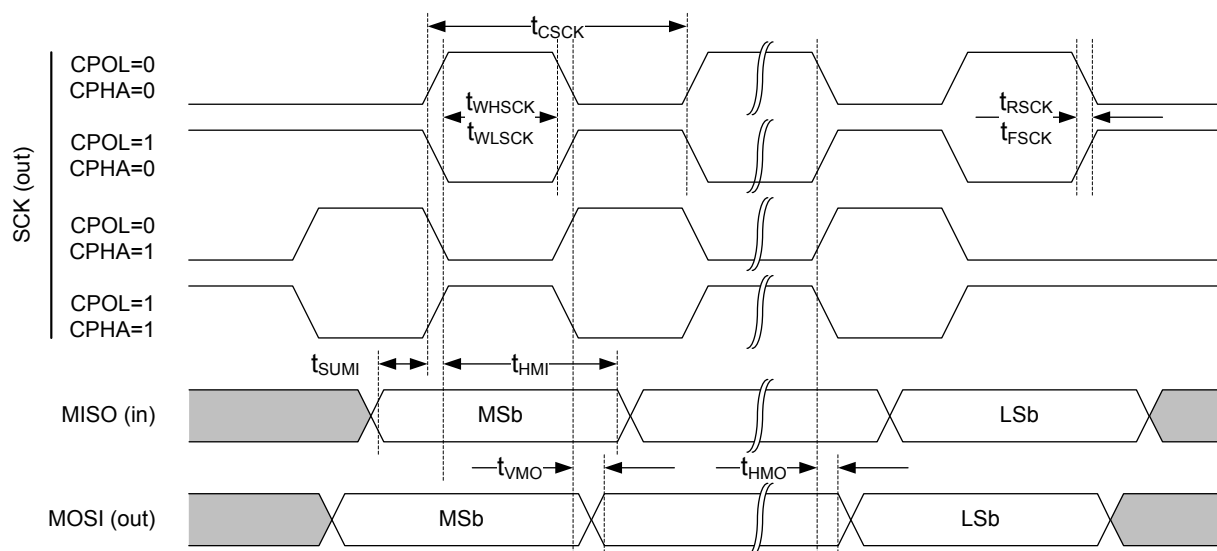 tCSCK
SCK (out)
CPOL=0
CPHA=0
tWHSCK
tWLSCK
tRSCK
tFSCK
CPOL=1
CPHA=0
CPOL=0
CPHA=1
CPOL=1
CPHA=1
tSUMI
tHMI
MISO (in)
MSb
LSb
tVMO
tHMO
MOSI (out)
MSb
LSb